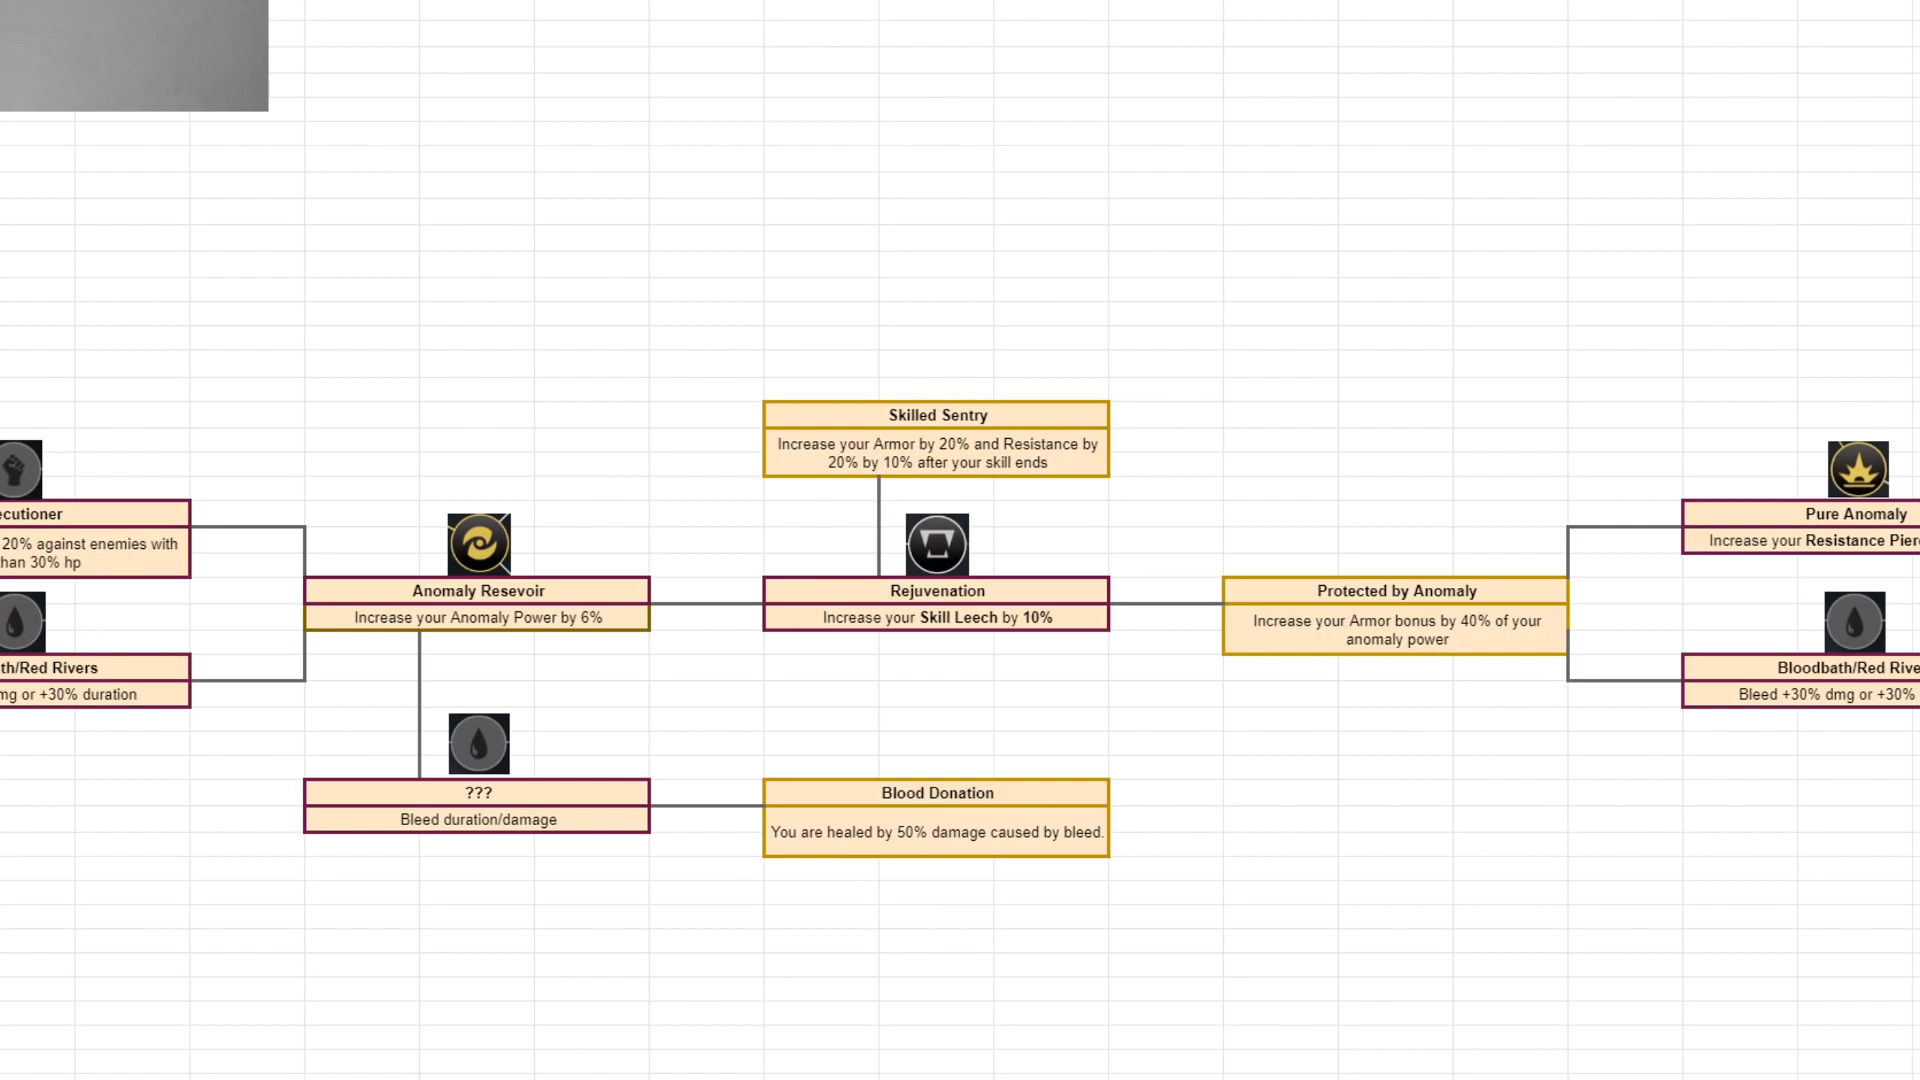 Skilled Sentry
Increase your Armor by 20% and Resistance by
20% by 10% after your skill ends
ecutioner
20% against enemies with
than 30% hp
Pure Anomaly
Increase your Resistance Pier
Anomaly Resevoir
Increase your Anomaly Power by 6%
Rejuvenation
Increase your Skill Leech by 10%
Protected by Anomaly
Increase your Armor bonus by 40% of your
anomaly power
th/Red Rivers
mg or +30% duration
Bloodbath/Red Rive
Bleed +30% dmg or +30%
???
Bleed duration/damage
Blood Donation
You are healed by 50% damage caused by bleed.